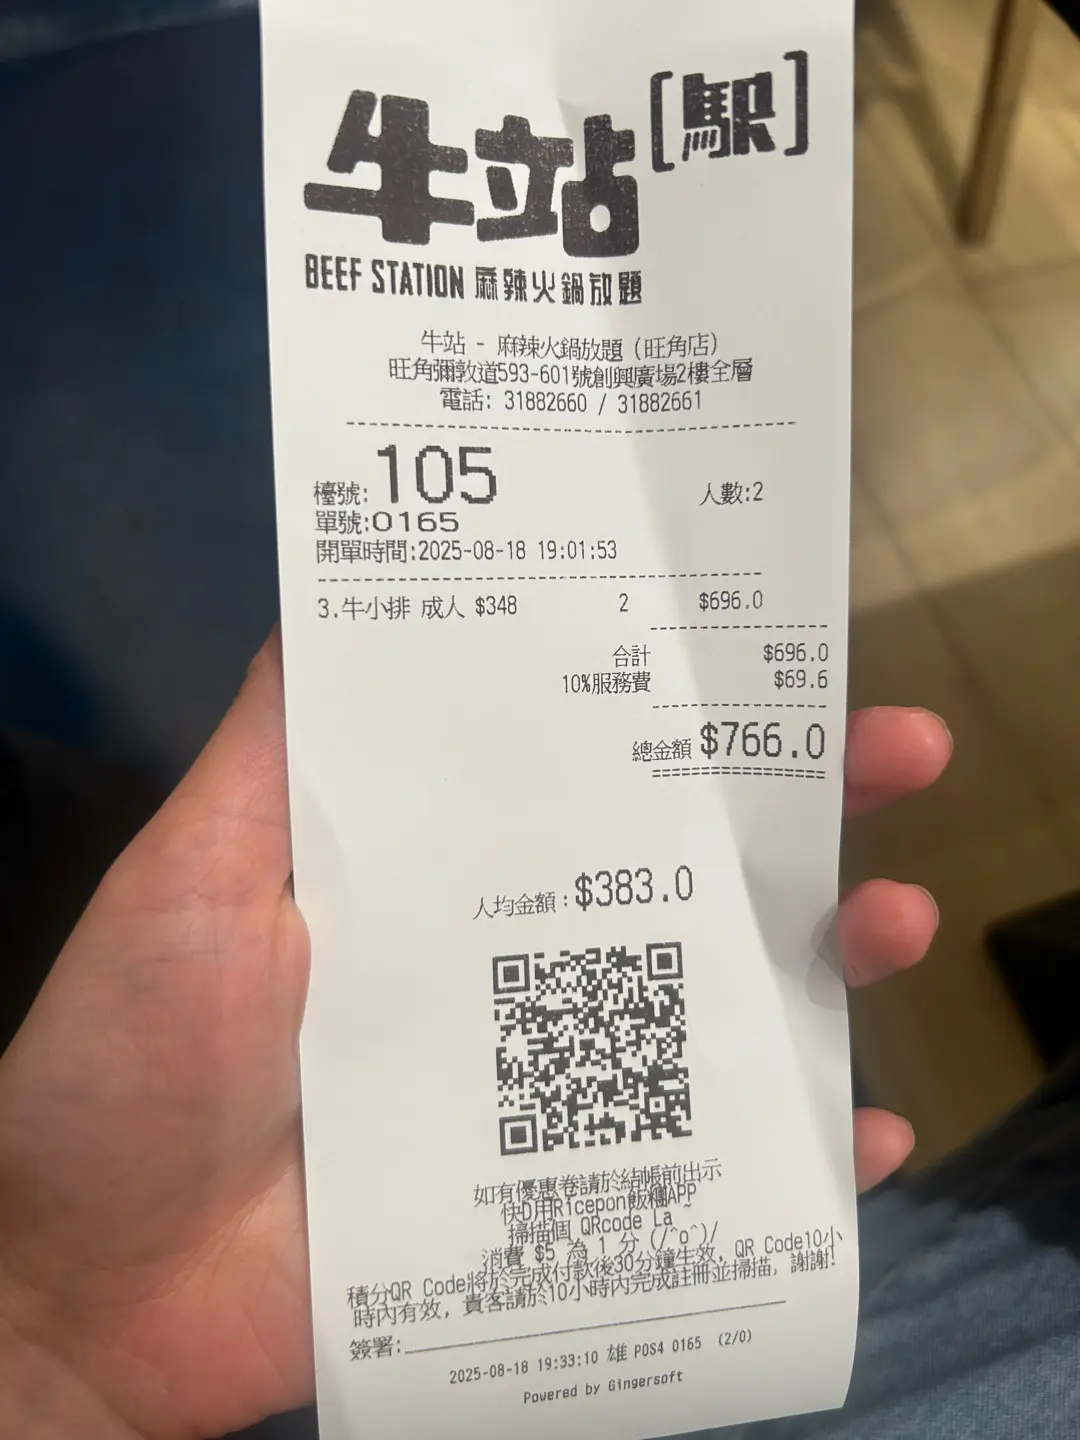 牛站[駅]
BEEF STATION 麻辣火鍋放題
牛站 - 麻辣火鍋放題（旺角店）
旺角彌敦道593-601號創興廣場2樓全層
電話: 31882660 / 31882661
檯號:105 人數:2
單號:0165
開單時間:2025-08-18 19:01:53
3.牛小排 成人 $348 2 $696.0
合計 $696.0
10%服務費 $69.6
總金額 $766.0
人均金額:$383.0
如有優惠卷請於結帳前出示
快D用Ricepon飯糰APP
掃描個 QRcode La ~
消費 $5 為 1 分 (/^o^)/
積分QR Code將於完成付款後30分鐘生效, QR Code10小
時內有效, 貴客請於10小時內完成註冊並掃描, 謝謝!
簽署:
2025-08-18 19:33:10 雄 POS4 0165 (2/0)
Powered by Gingersoft